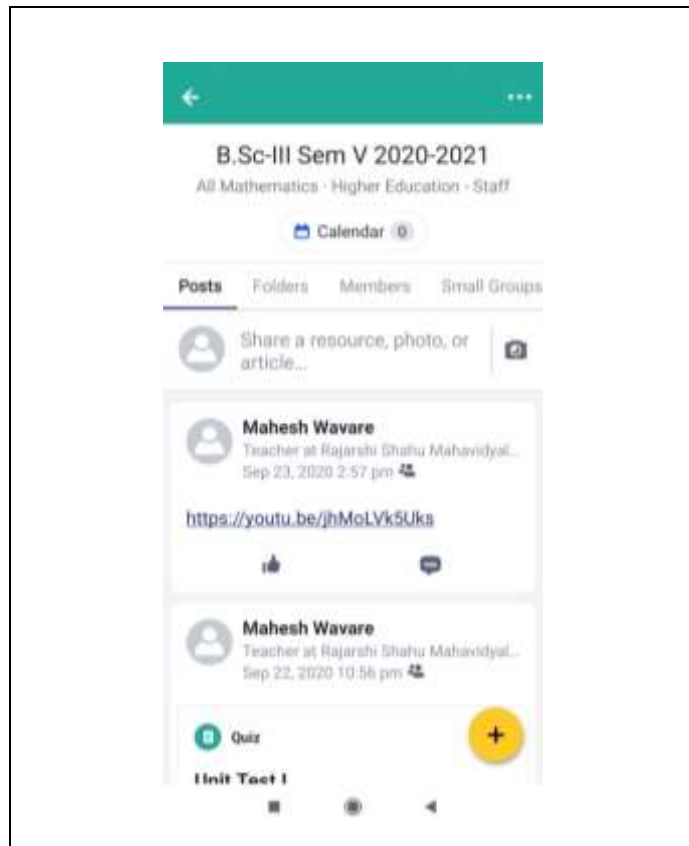 B.Sc-III Sem V 2020-2021
All Mathematics · Higher Education - Staff
Calendar 0
Posts Folders Members Small Groups
Share a resource, photo, or
article...
Mahesh Wavare
Teacher at Rajarshi Shahu Mahavidyal...
Sep 23, 2020 2:57 pm
https://youtu.be/jhMoLVk5Uks
Mahesh Wavare
Teacher at Rajarshi Shahu Mahavidyal...
Sep 22, 2020 10:56 pm
Quiz
Unit Test I